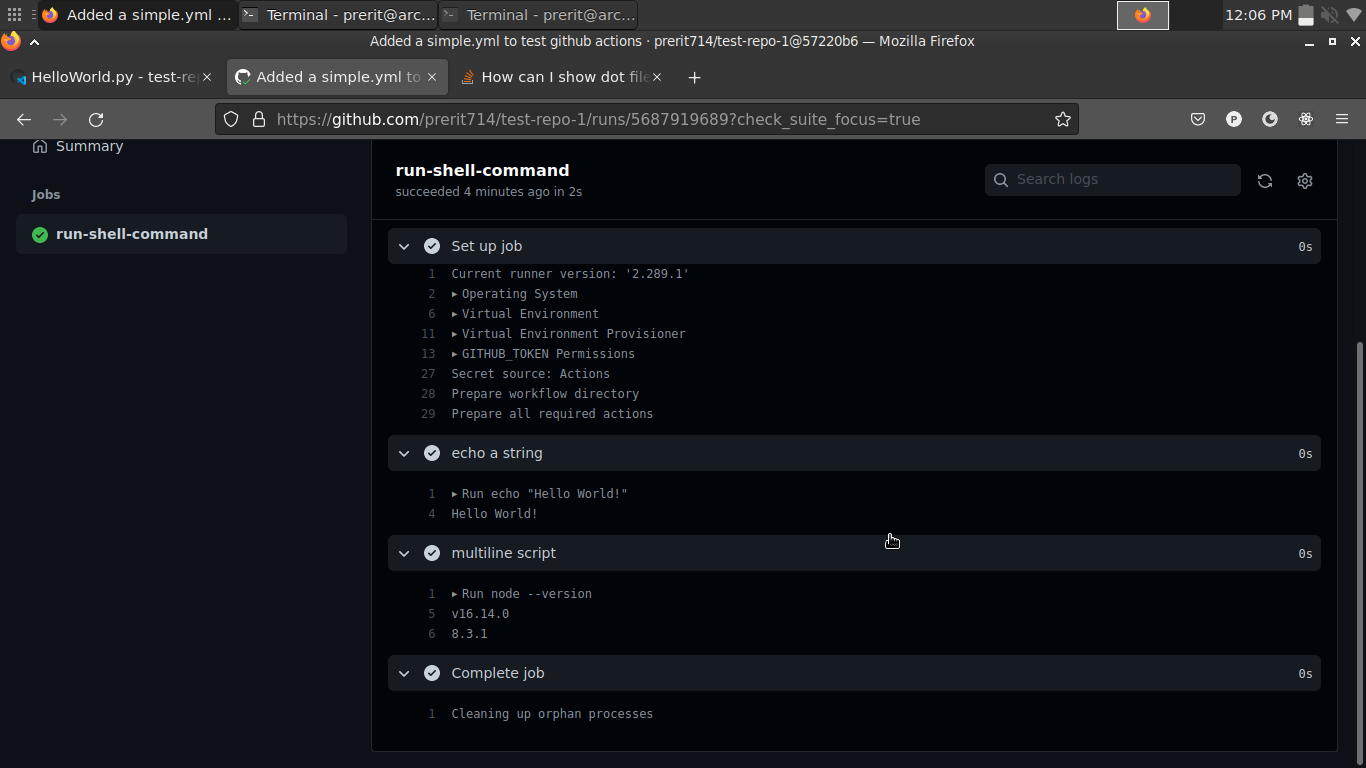 Added a simple.yml ...
Terminal - prerit@arc...
Terminal - prerit@arc...
12:06 PM
Added a simple.yml to test github actions · prerit714/test-repo-1@57220b6 — Mozilla Firefox
HelloWorld.py - test-re
Added a simple.yml to
How can I show dot file
https://github.com/prerit714/test-repo-1/runs/5687919689?check_suite_focus=true
P
Summary
Jobs
run-shell-command
run-shell-command
succeeded 4 minutes ago in 2s
Search logs
Set up job 0s
1 Current runner version: '2.289.1'
2 ▸ Operating System
6 ▸ Virtual Environment
11 ▸ Virtual Environment Provisioner
13 ▸ GITHUB_TOKEN Permissions
27 Secret source: Actions
28 Prepare workflow directory
29 Prepare all required actions
echo a string 0s
1 ▸ Run echo "Hello World!"
4 Hello World!
multiline script 0s
1 ▸ Run node --version
5 v16.14.0
6 8.3.1
Complete job 0s
1 Cleaning up orphan processes